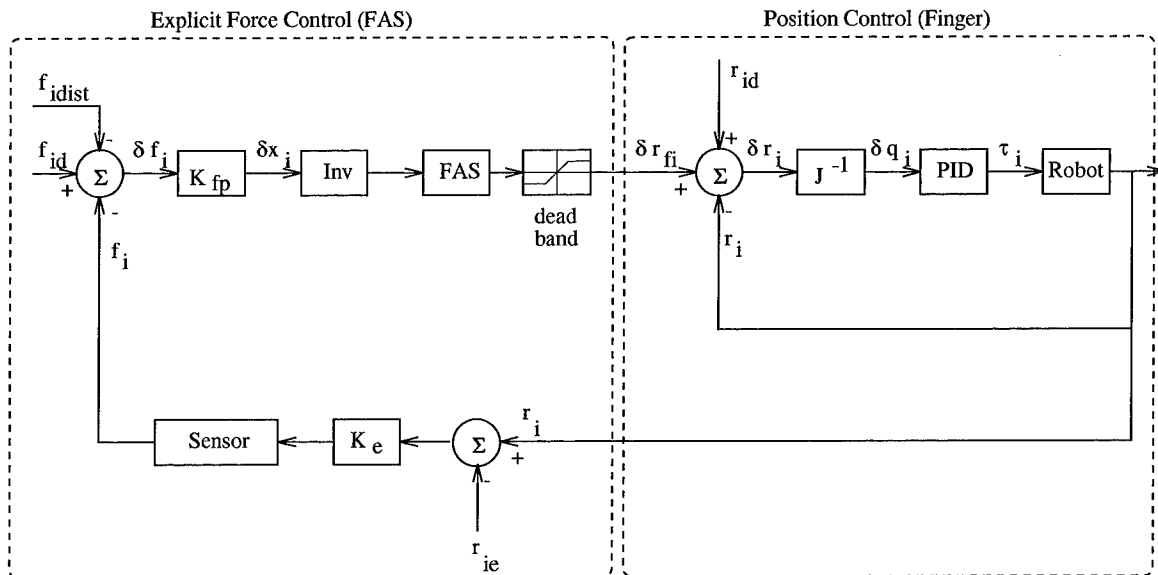 Explicit Force Control (FAS)
Position Control (Finger)
f idist
-
f id
+
Σ
-
δ f i
K fp
δx i
Inv
FAS
dead
band
δ r fi
+
r id
+
Σ
-
δ r i
J -1
δ q i
PID
τ i
Robot
r i
f i
Sensor
K e
Σ
r i
+
-
r ie